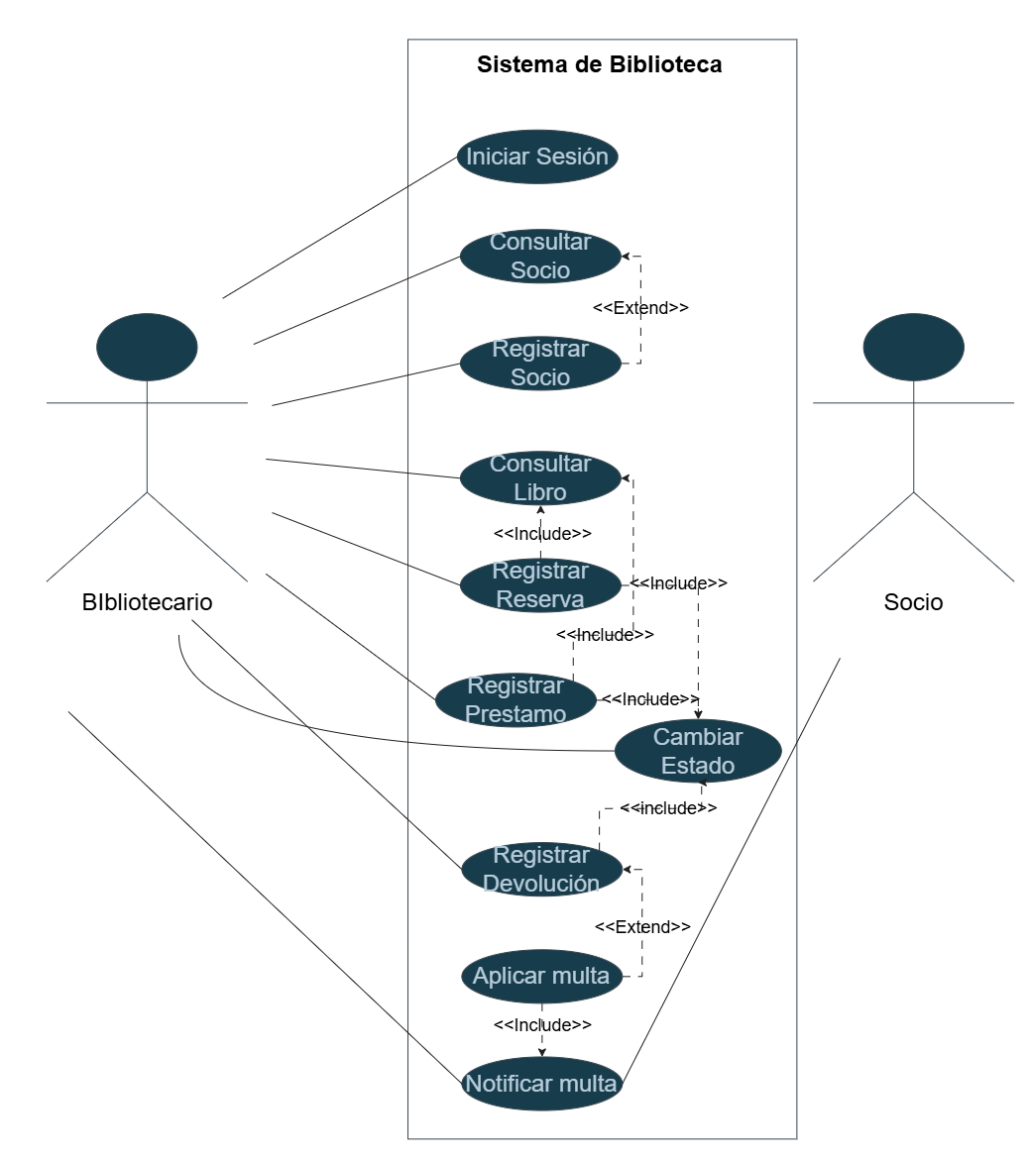 Sistema de Biblioteca
Iniciar Sesión
Consultar
Socio
<<Extend>>
Registrar
Socio
Consultar
Libro
<<Include>>
Registrar
Reserva
<<Include>>
BIbliotecario
Socio
<<Include>>
Registrar
Prestamo
<<Include>>
Cambiar
Estado
<<include>>
Registrar
Devolución
<<Extend>>
Aplicar multa
<<Include>>
Notificar multa